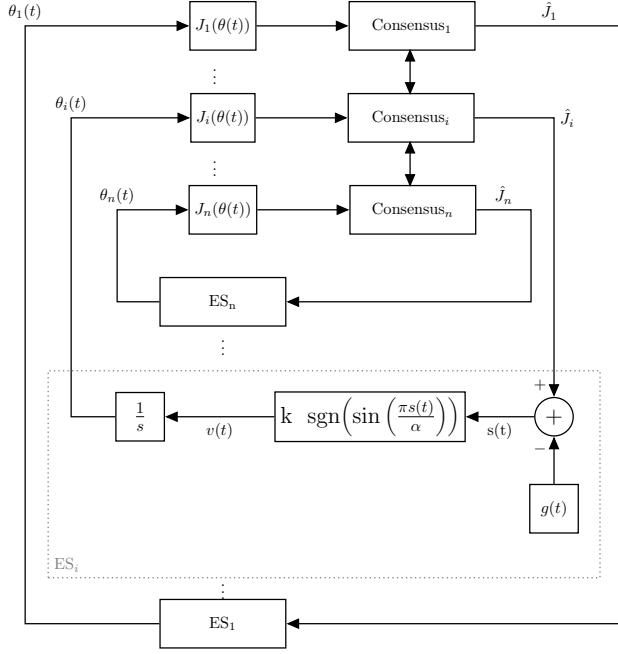 θ₁(t)
J₁(θ(t))
Consensus₁
Ĵ₁
⋮
θᵢ(t)
Jᵢ(θ(t))
Consensusᵢ
Ĵᵢ
⋮
θₙ(t)
Jₙ(θ(t))
Consensusₙ
Ĵₙ
ESₙ
⋮
+
1/s
v(t)
k sgn(sin(πs(t)/α))
s(t)
+
−
g(t)
ESᵢ
⋮
ES₁